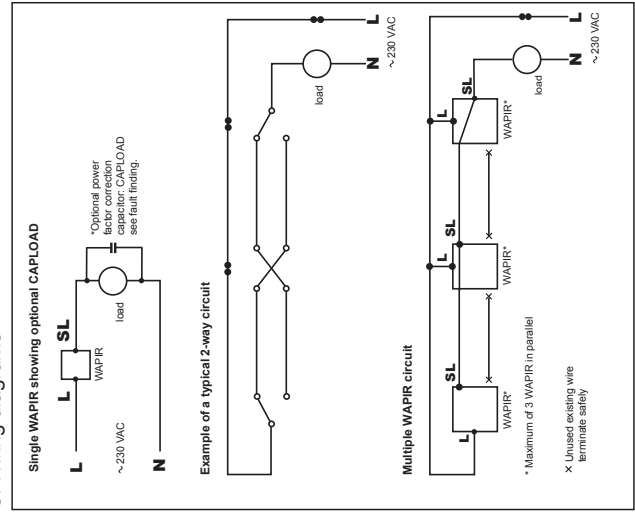 Single WAPIR showing optional CAPLOAD
L
~230 VAC
N
L
SL
WAPIR
load
*Optional power
factor correction
capacitor: CAPLOAD
see fault finding.
Example of a typical 2-way circuit
load
L
N
~230 VAC
Multiple WAPIR circuit
L
SL
WAPIR*
L
SL
WAPIR*
L
SL
WAPIR*
load
L
N
~230 VAC
* Maximum of 3 WAPIR in parallel
× Unused existing wire
terminate safely